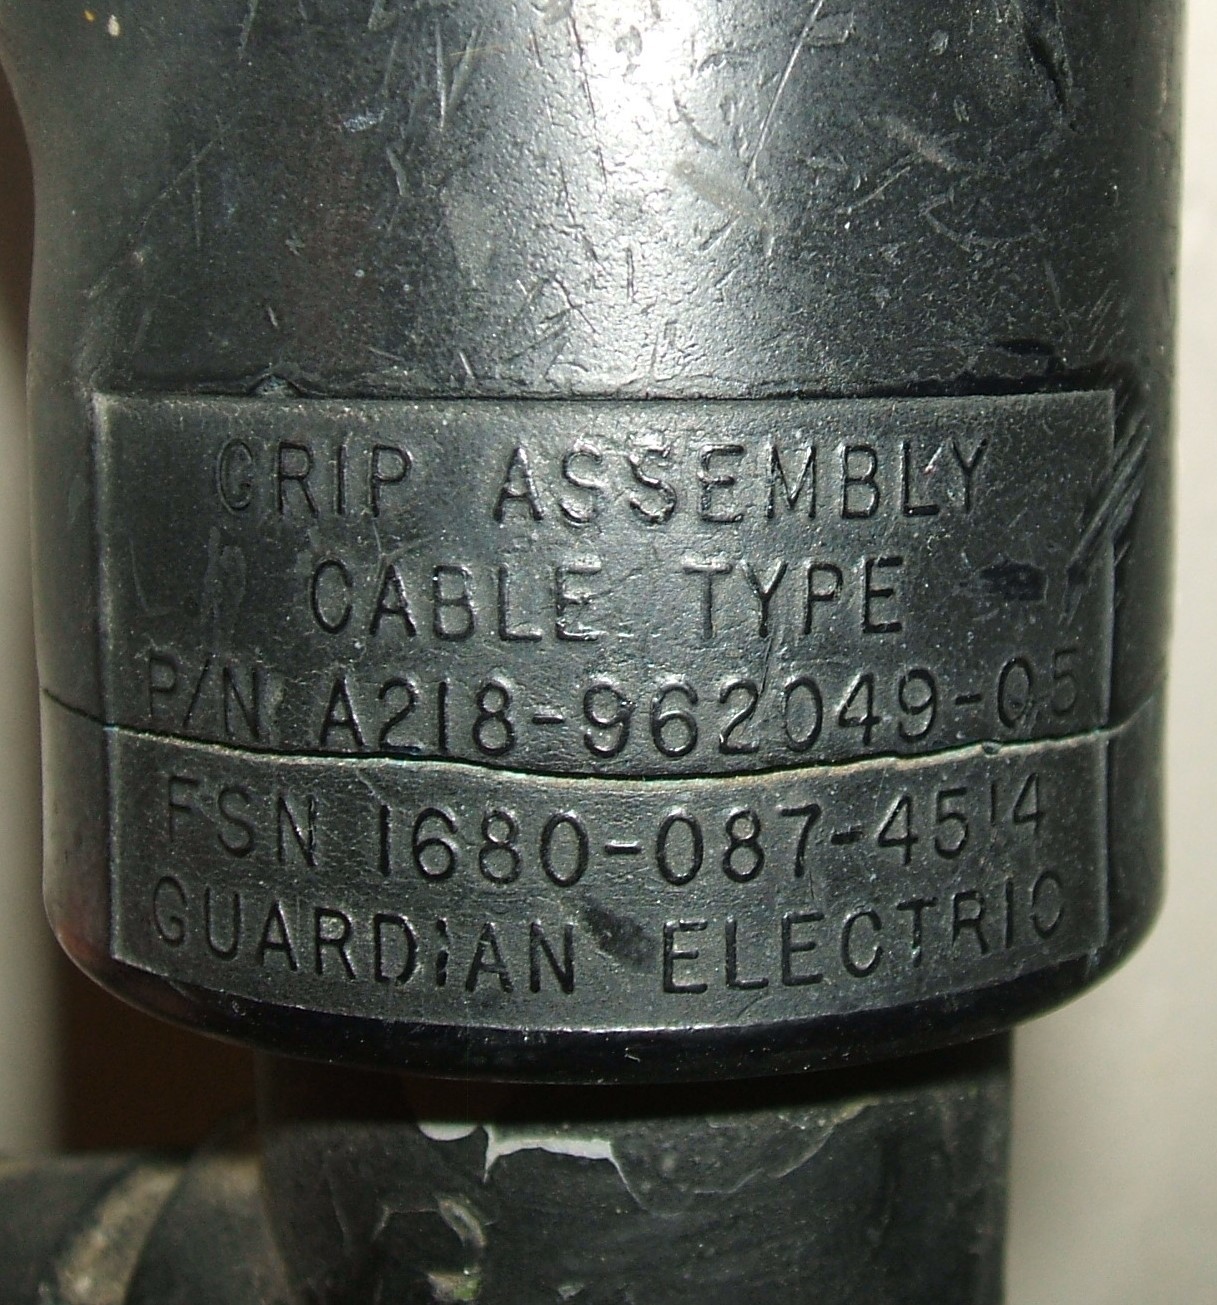 GRIP ASSEMBLY
CABLE TYPE
P/N A218-962049-05
FSN 1680-087-4514
GUARDIAN ELECTRIC